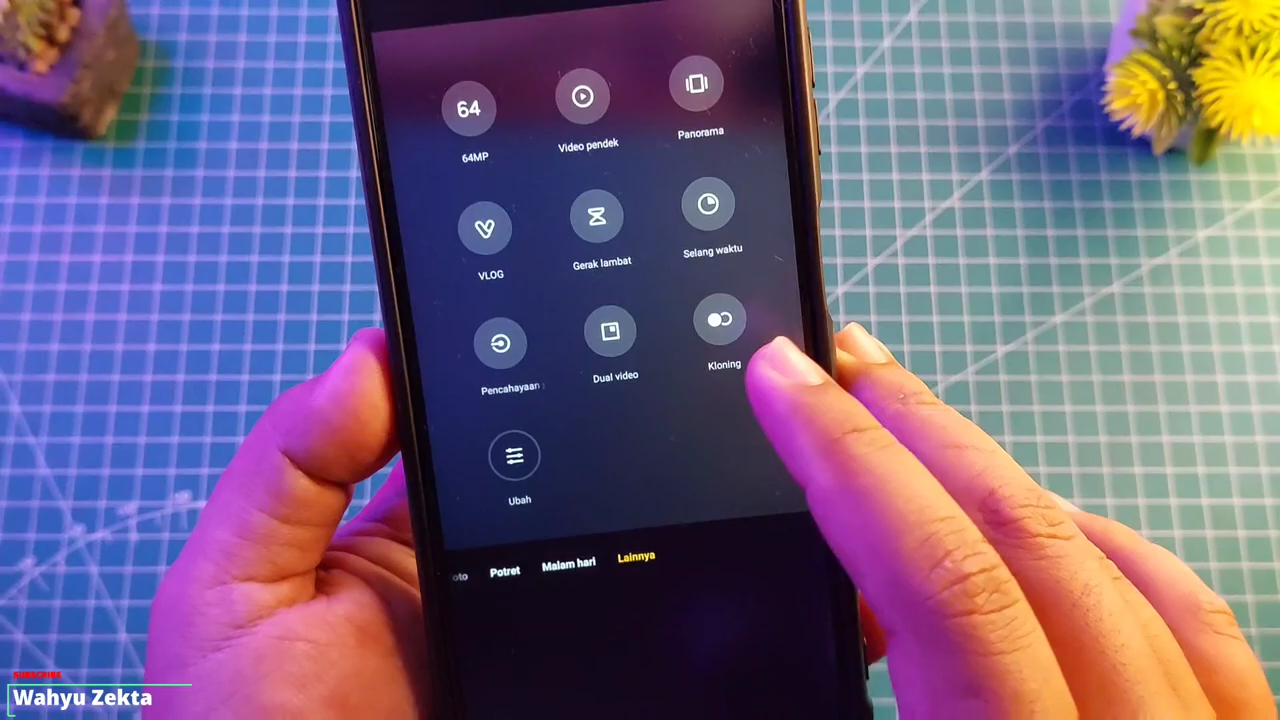 64
64MP
Video pendek
Panorama
VLOG
Gerak lambat
Selang waktu
Pencahayaan
Dual video
Kloning
Ubah
oto
Potret
Malam hari
Lainnya
SUBSCRIBE
Wahyu Zekta